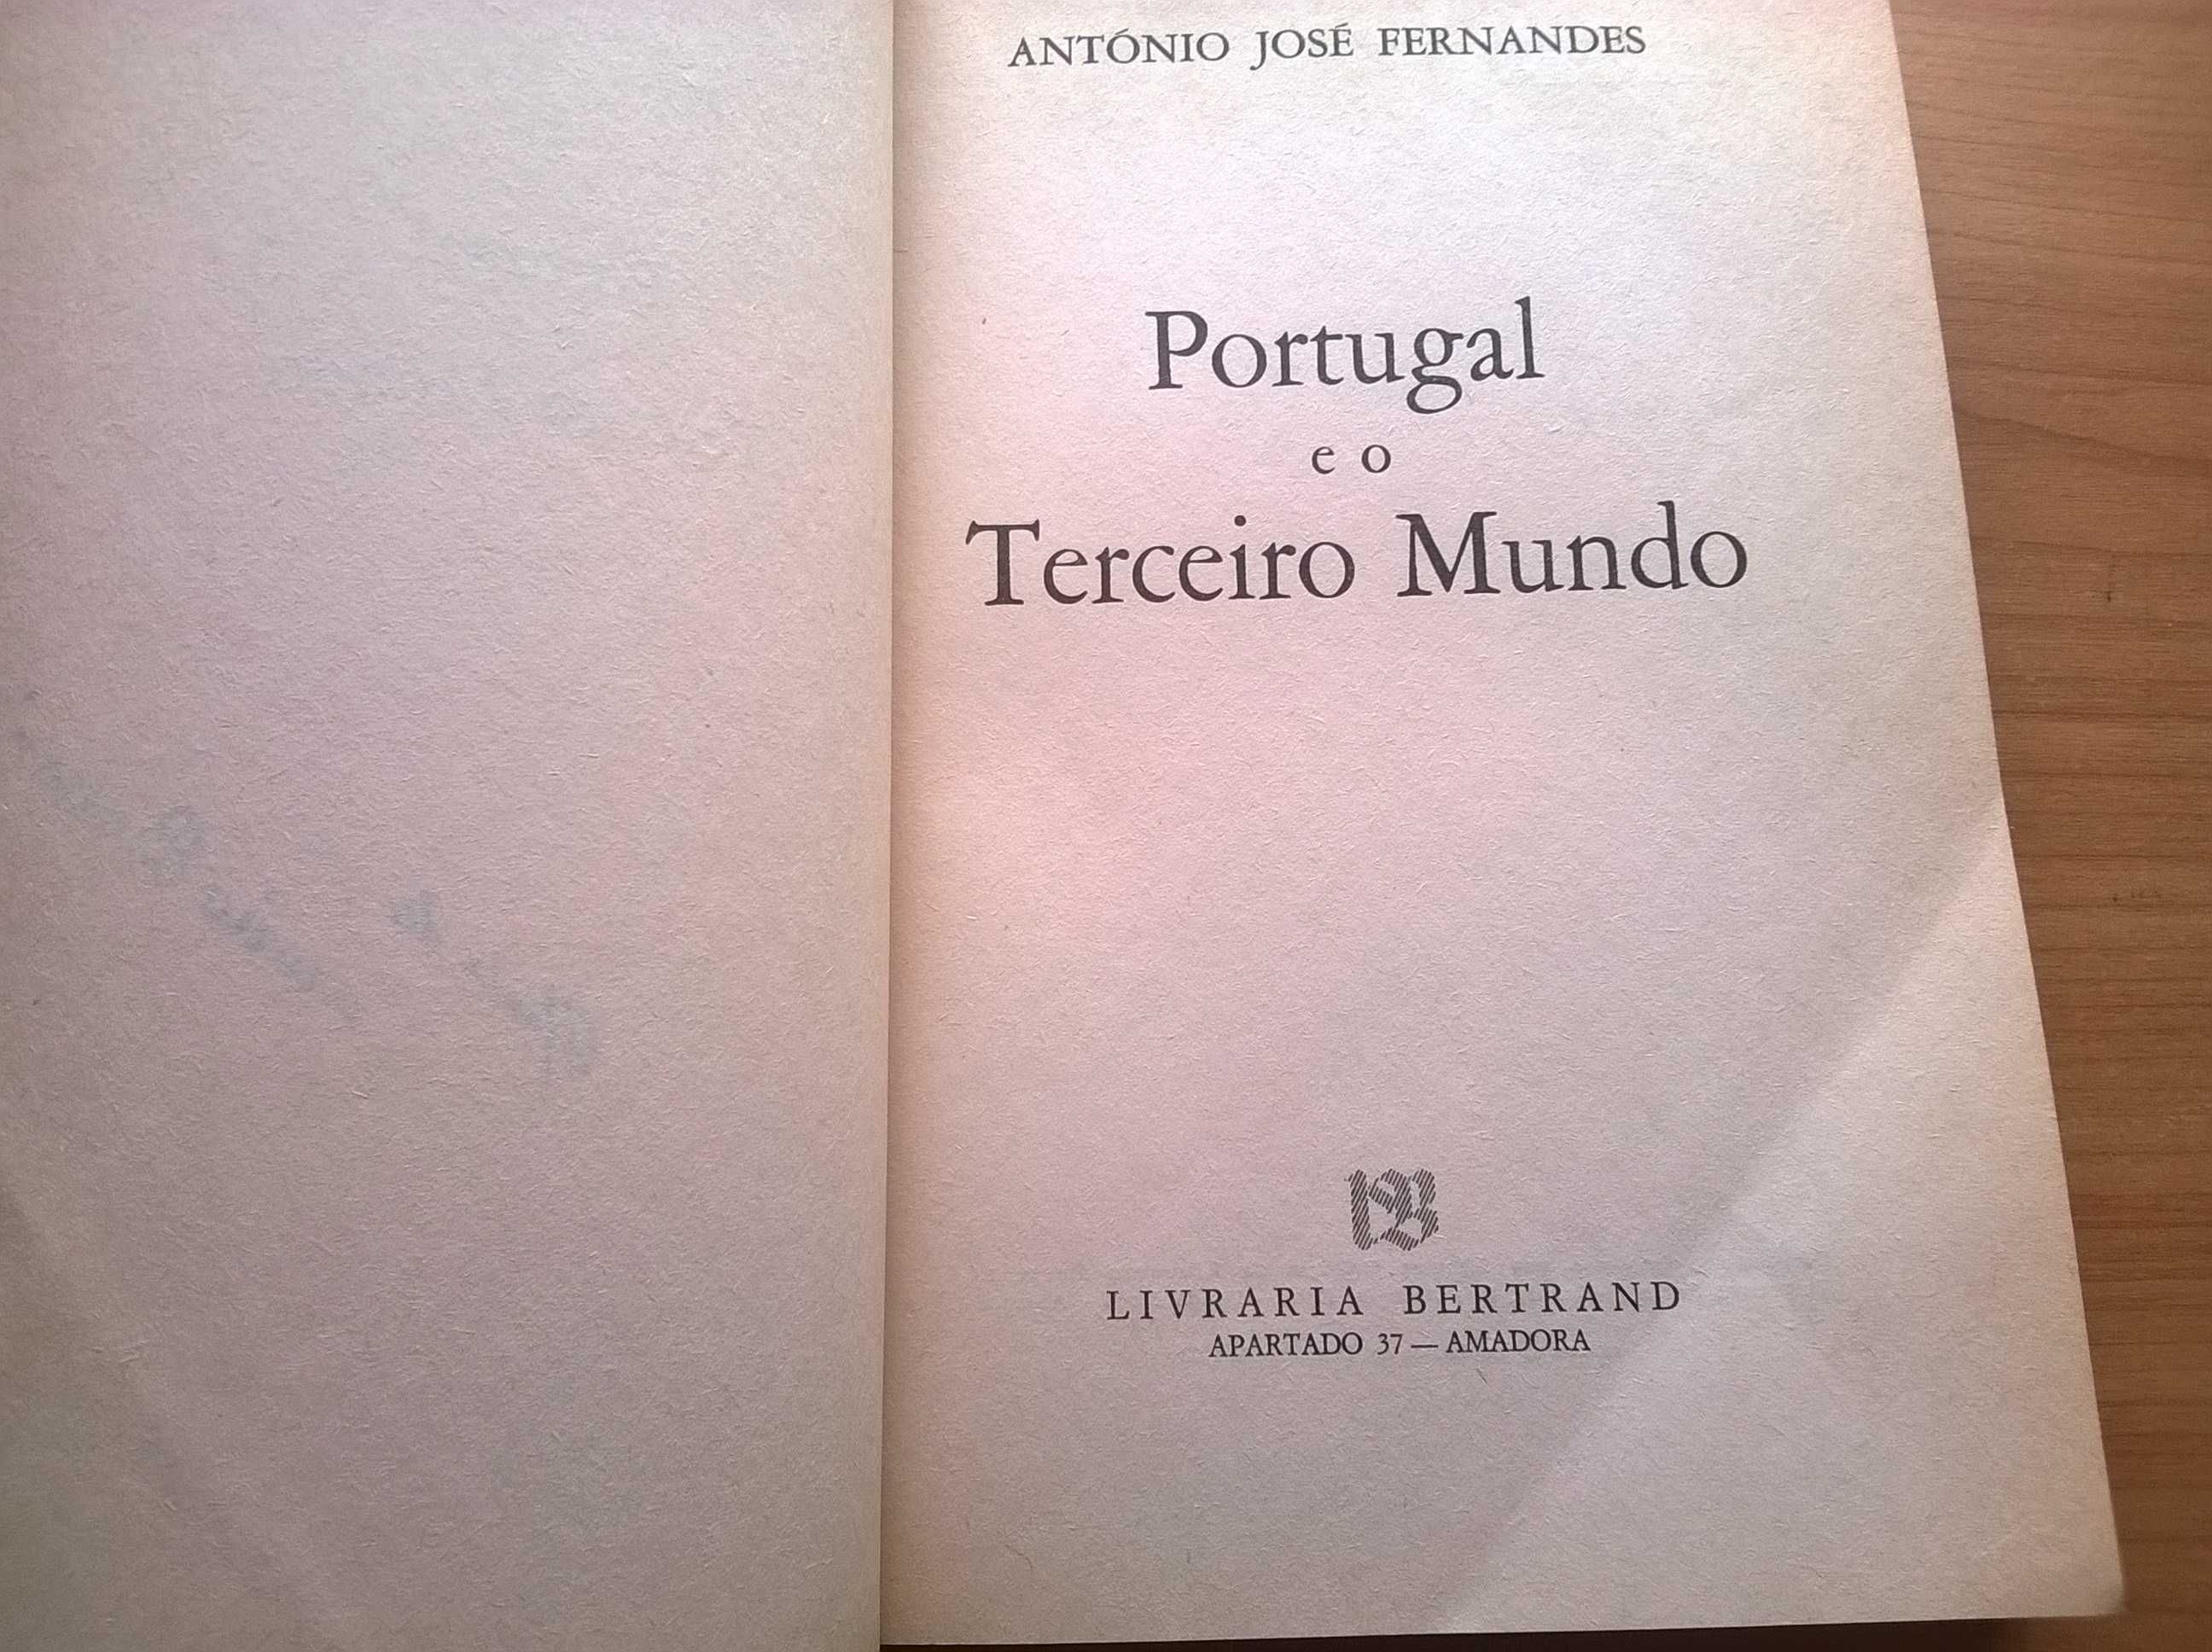 ANTÓNIO JOSÉ FERNANDES
Portugal
e o
Terceiro Mundo
LIVRARIA BERTRAND
APARTADO 37 — AMADORA